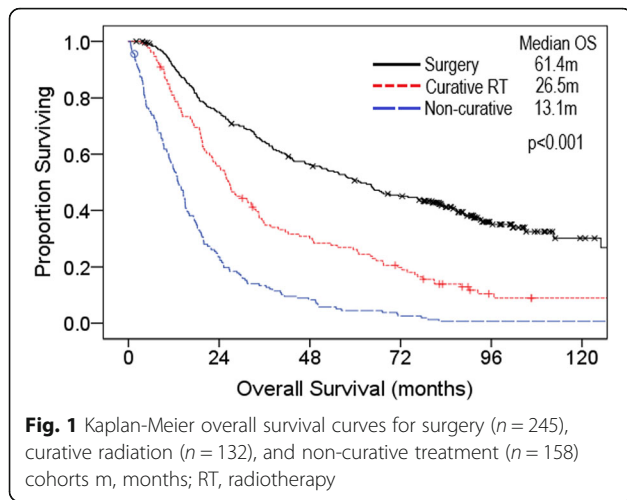 Median OS
Surgery 61.4m
Curative RT 26.5m
Non-curative 13.1m
p<0.001
1.0
0.8
0.6
0.4
0.2
0.0
Proportion Surviving
0 24 48 72 96 120
Overall Survival (months)
Fig. 1 Kaplan-Meier overall survival curves for surgery (n = 245),
curative radiation (n = 132), and non-curative treatment (n = 158)
cohorts m, months; RT, radiotherapy